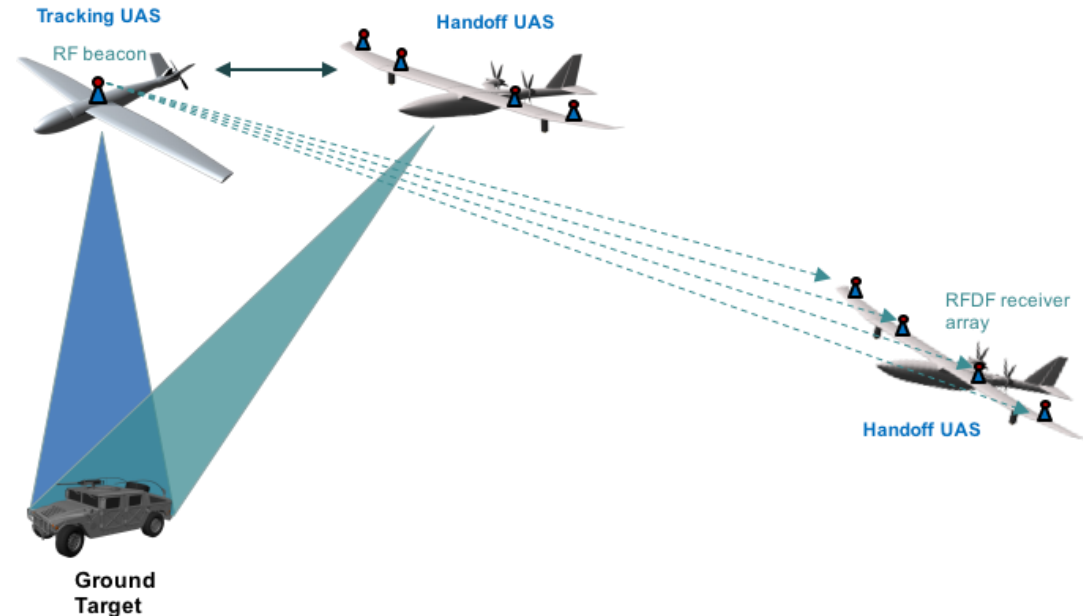 Tracking UAS
Handoff UAS
RF beacon
RFDF receiver
array
Handoff UAS
Ground
Target